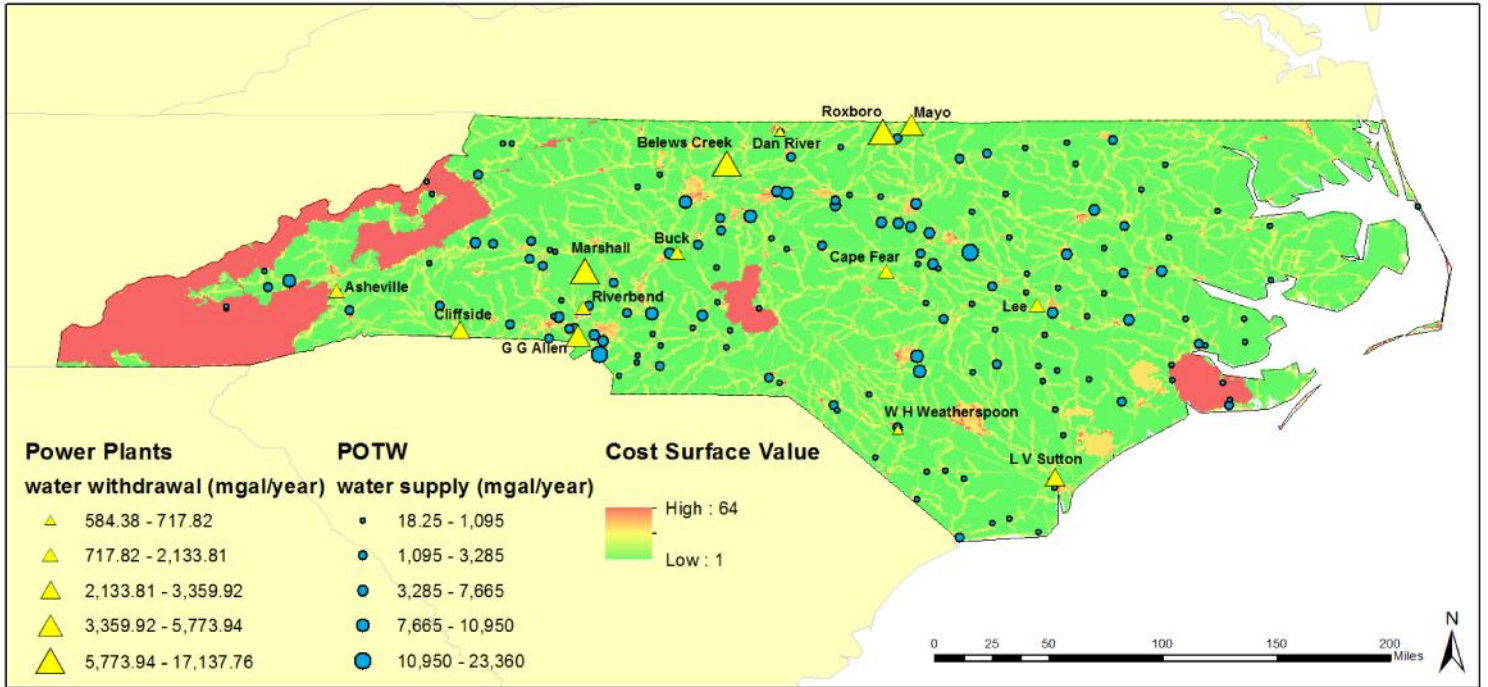 Roxboro Mayo
Belews Creek Dan River
Buck
Marshall
Cape Fear
Asheville
Riverbend
Lee
Cliffside
G G Allen
W H Weatherspoon
L V Sutton
Power Plants
water withdrawal (mgal/year)
584.38 - 717.82
717.82 - 2,133.81
2,133.81 - 3,359.92
3,359.92 - 5,773.94
5,773.94 - 17,137.76
POTW
water supply (mgal/year)
18.25 - 1,095
1,095 - 3,285
3,285 - 7,665
7,665 - 10,950
10,950 - 23,360
Cost Surface Value
High : 64
Low : 1
0 25 50 100 150 200
Miles
N